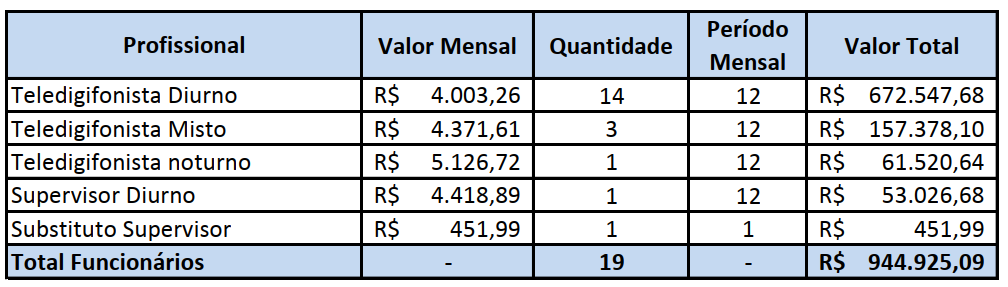 Profissional Valor Mensal Quantidade Período Mensal Valor Total
Teledigifonista Diurno R$ 4.003,26 14 12 R$ 672.547,68
Teledigifonista Misto R$ 4.371,61 3 12 R$ 157.378,10
Teledigifonista noturno R$ 5.126,72 1 12 R$ 61.520,64
Supervisor Diurno R$ 4.418,89 1 12 R$ 53.026,68
Substituto Supervisor R$ 451,99 1 1 R$ 451,99
Total Funcionários - 19 - R$ 944.925,09